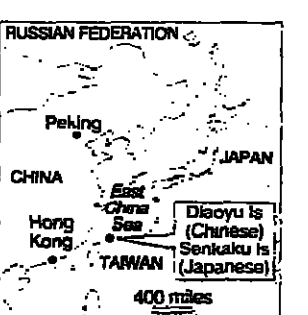 RUSSIAN FEDERATION
Peking
JAPAN
CHINA
East
China
Sea
Hong
Kong
Diaoyu Is
(Chinese)
Senkaku Is
(Japanese)
TAIWAN
400 miles